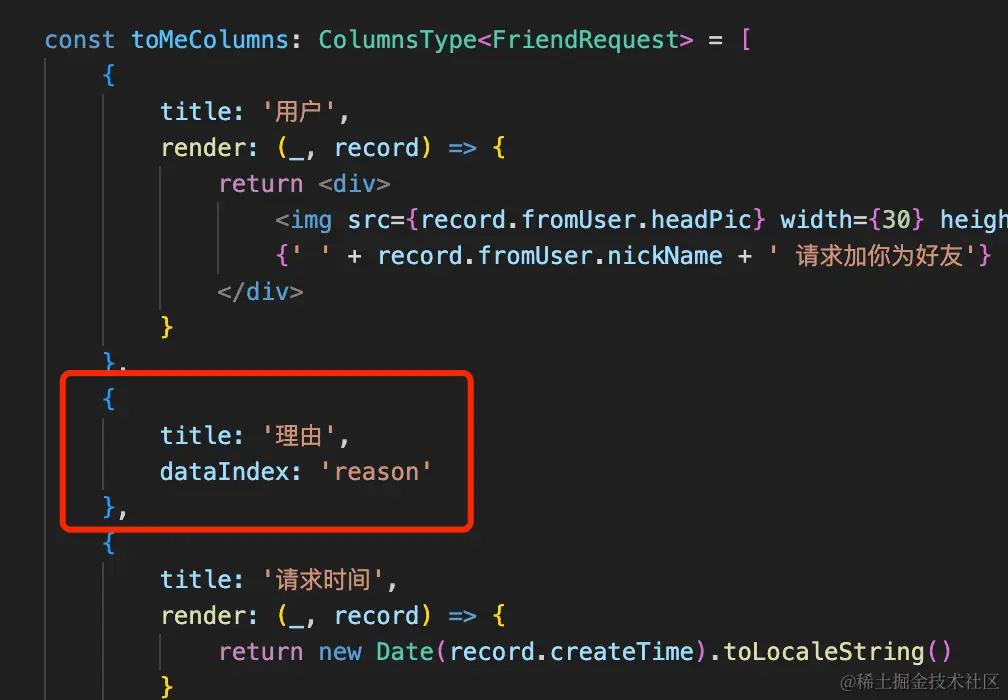 const toMeColumns: ColumnsType<FriendRequest> = [
{
title: '用户',
render: (_, record) => {
return <div>
<img src={record.fromUser.headPic} width={30} heigh
{' ' + record.fromUser.nickName + ' 请求加你为好友'}
</div>
}
},
{
title: '理由',
dataIndex: 'reason'
},
{
title: '请求时间',
render: (_, record) => {
return new Date(record.createTime).toLocaleString()
}
@稀土掘金技术社区